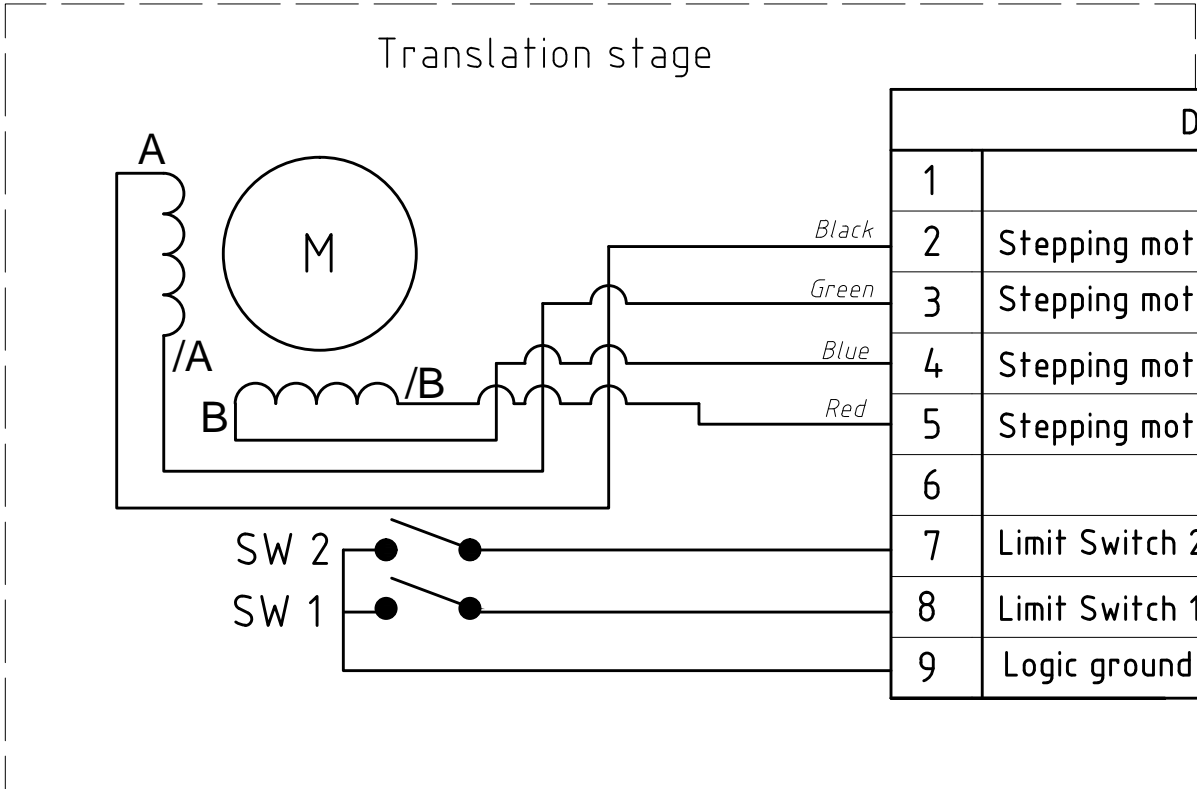 Translation stage
A
M
/A
B
/B
Black
Green
Blue
Red
SW 2
SW 1
D
1
2 Stepping mot
3 Stepping mot
4 Stepping mot
5 Stepping mot
6
7 Limit Switch 2
8 Limit Switch 1
9 Logic ground